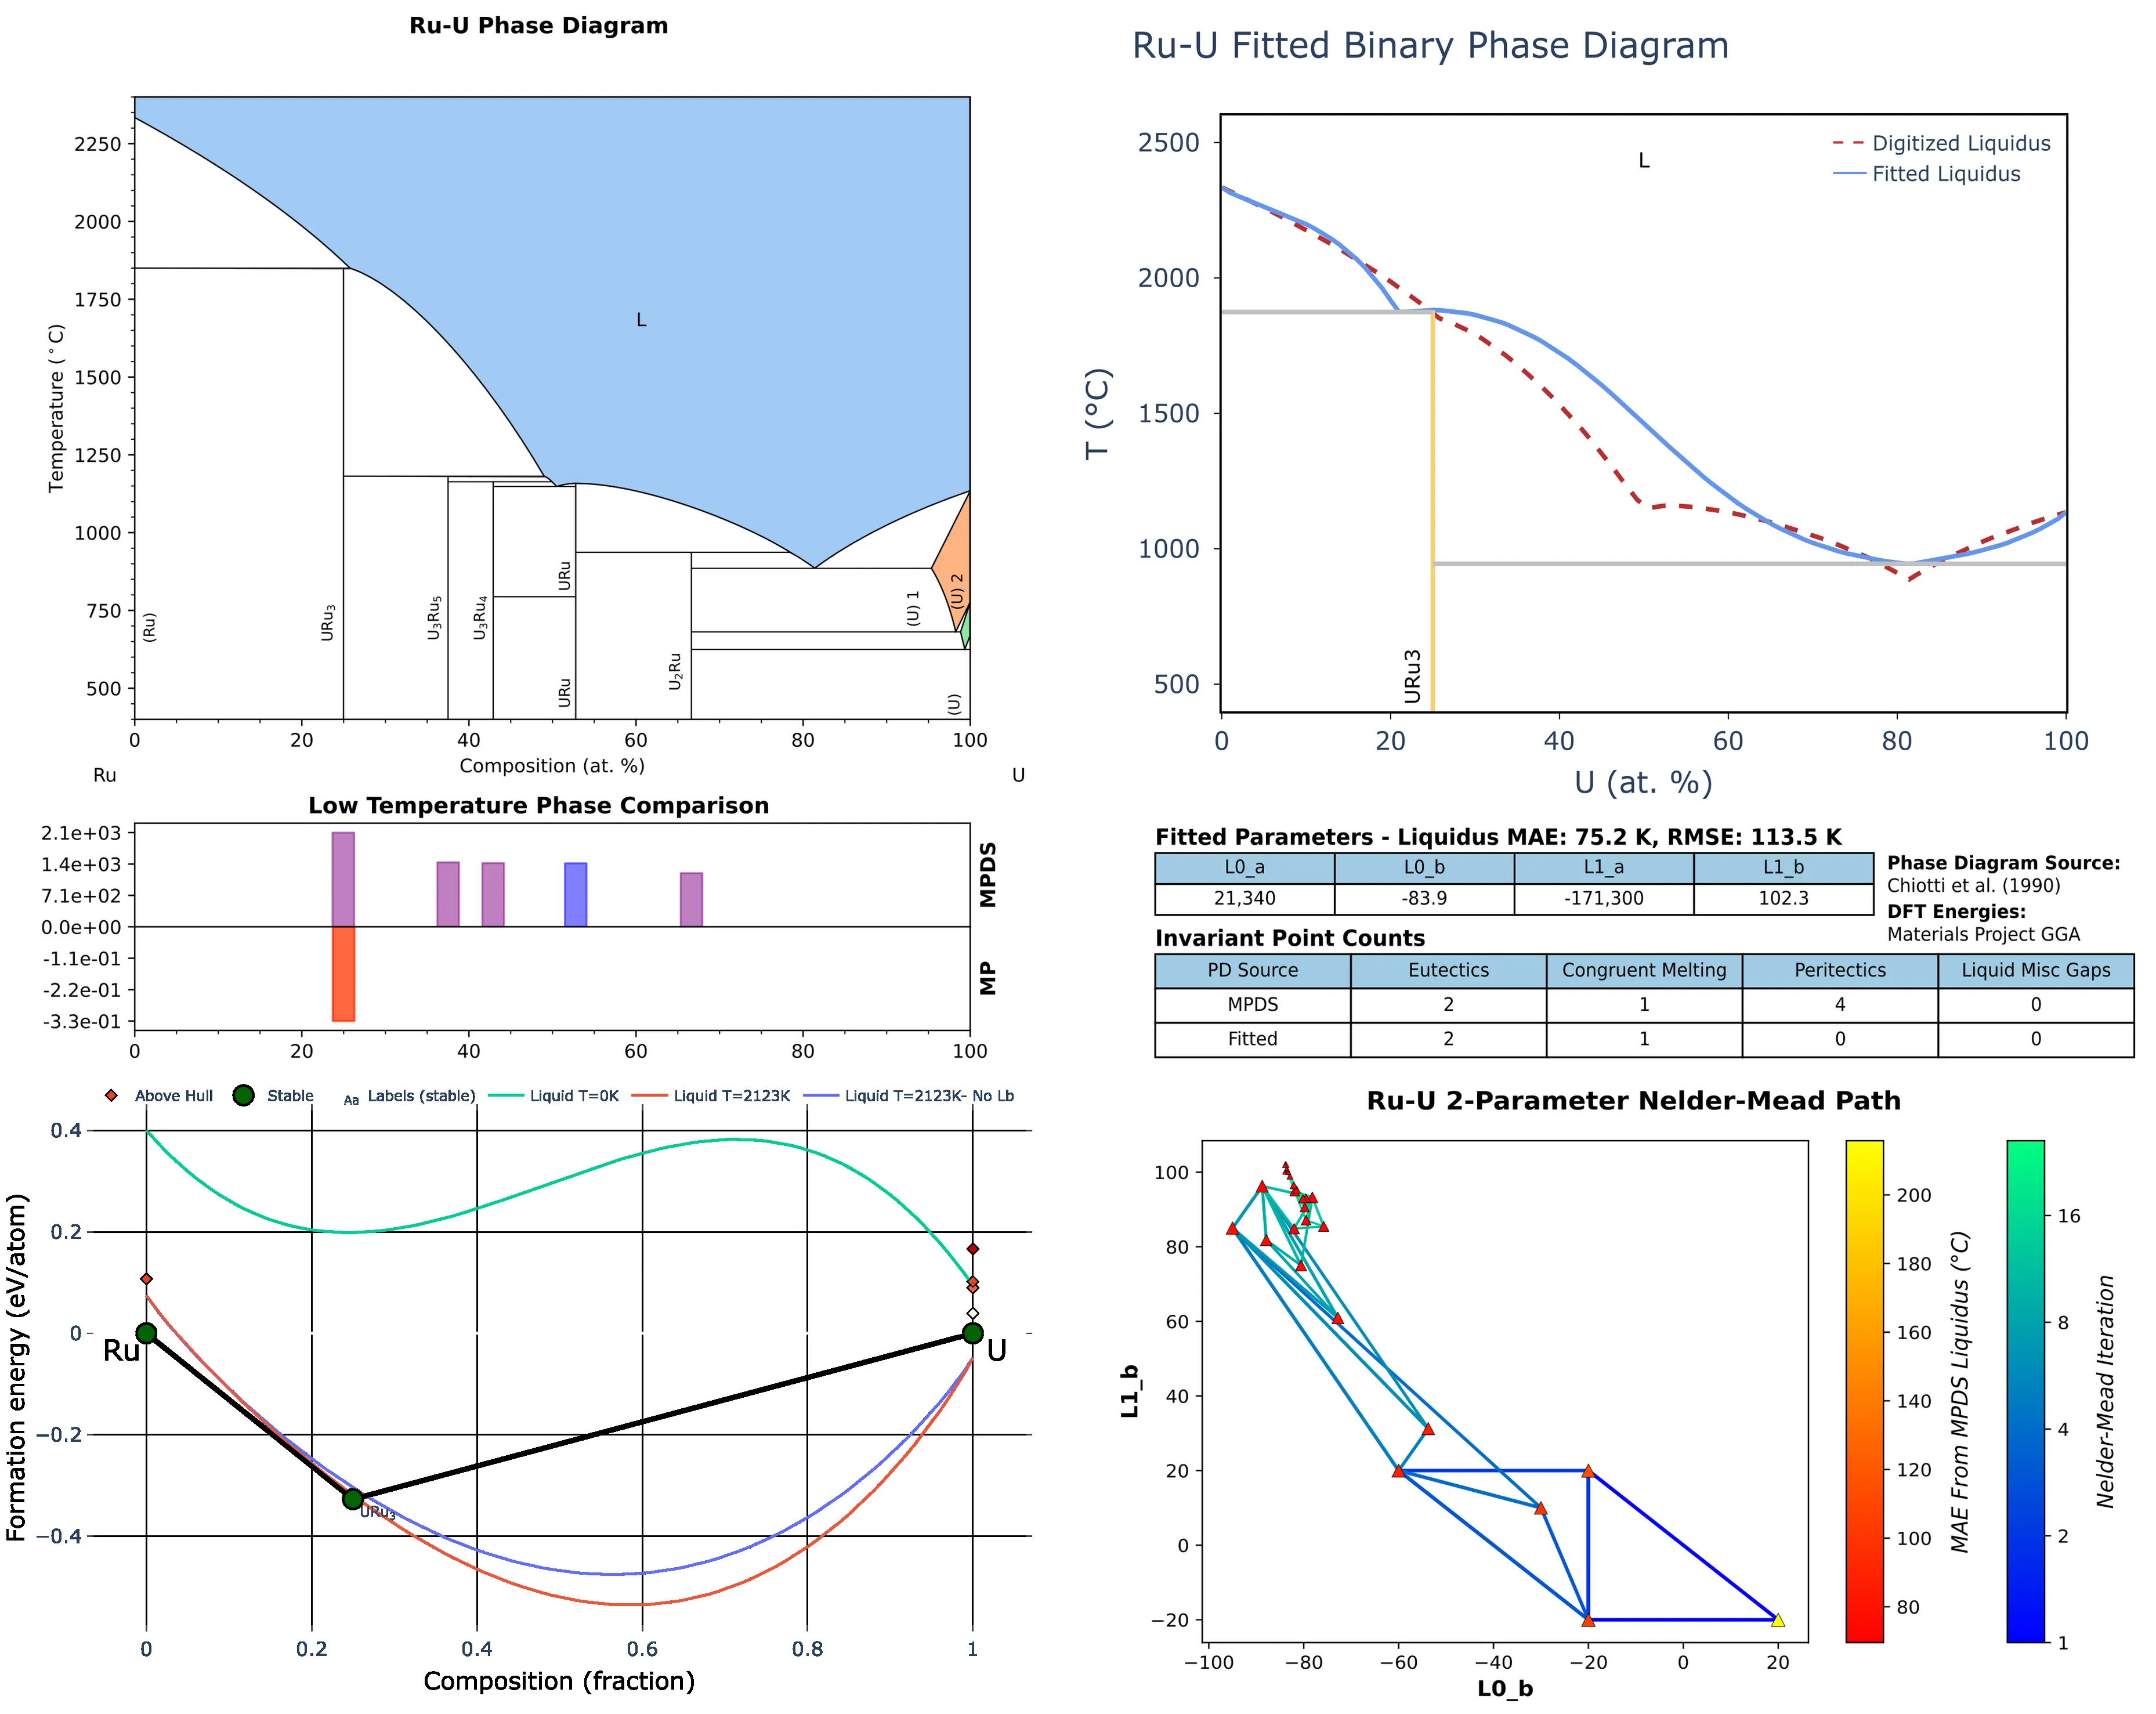 Ru-U Phase Diagram
2250
2000
1750
1500
1250
1000
750
500
Temperature (°C)
L
(Ru)
URu3
U3Ru5
U3Ru4
URu
URu
U2Ru
(U) 1
(U) 2
(U)
0 20 40 60 80 100
Composition (at. %)
Ru U
Ru-U Fitted Binary Phase Diagram
2500
2000
1500
1000
500
T (°C)
L
Digitized Liquidus
Fitted Liquidus
URu3
0 20 40 60 80 100
U (at. %)
Low Temperature Phase Comparison
2.1e+03
1.4e+03
7.1e+02
0.0e+00
-1.1e-01
-2.2e-01
-3.3e-01
MPDS
MP
0 20 40 60 80 100
Fitted Parameters - Liquidus MAE: 75.2 K, RMSE: 113.5 K
L0_a L0_b L1_a L1_b
21,340 -83.9 -171,300 102.3
Phase Diagram Source:
Chiotti et al. (1990)
DFT Energies:
Materials Project GGA
Invariant Point Counts
PD Source Eutectics Congruent Melting Peritectics Liquid Misc Gaps
MPDS 2 1 4 0
Fitted 2 1 0 0
Above Hull Stable Aa Labels (stable) Liquid T=0K Liquid T=2123K Liquid T=2123K- No Lb
0.4
0.2
0
−0.2
−0.4
Formation energy (eV/atom)
Ru
URu3
U
0 0.2 0.4 0.6 0.8 1
Composition (fraction)
Ru-U 2-Parameter Nelder-Mead Path
100
80
60
40
20
0
−20
L1_b
−100 −80 −60 −40 −20 0 20
L0_b
200
180
160
140
120
100
80
MAE From MPDS Liquidus (°C)
16
8
4
2
1
Nelder-Mead Iteration